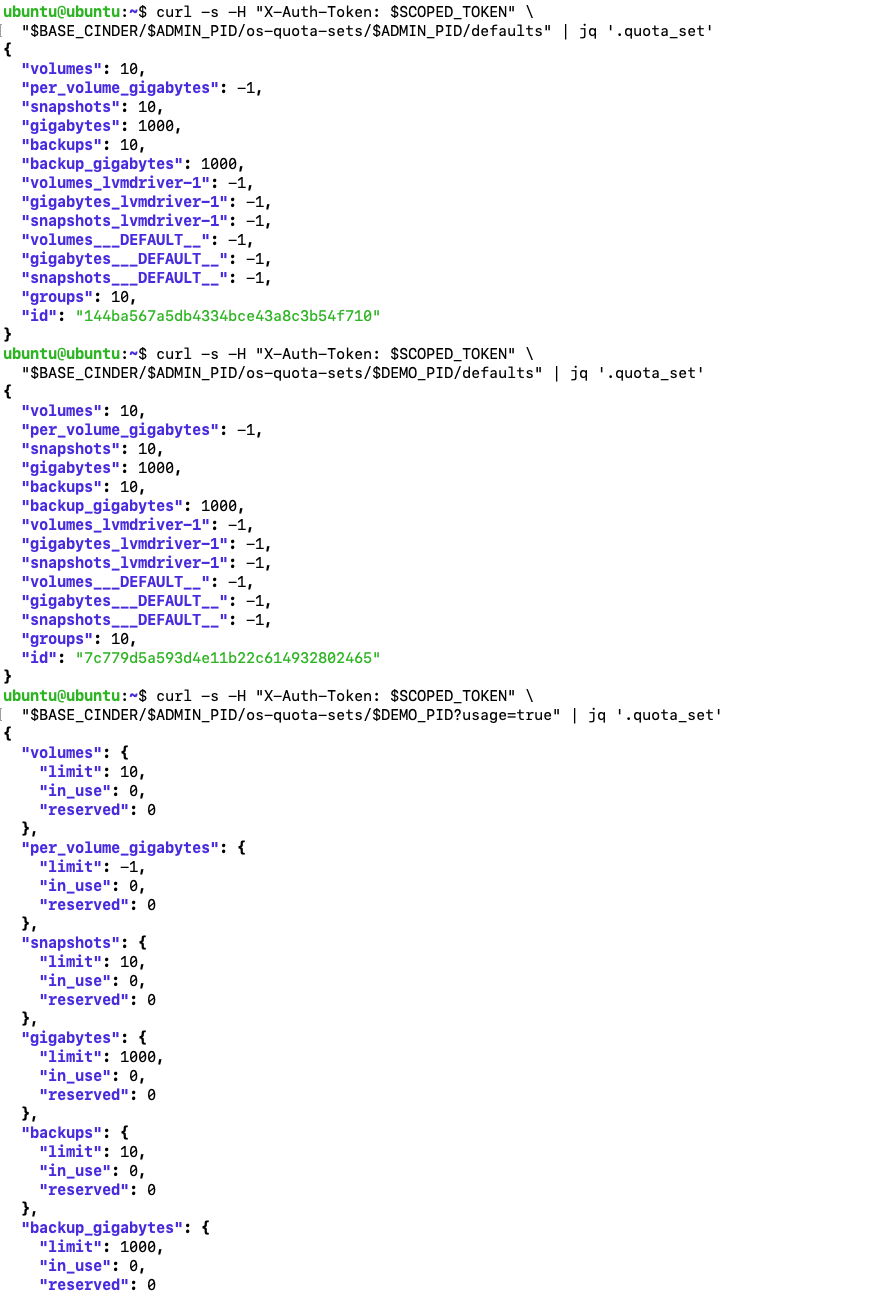 ubuntu@ubuntu:~$ curl -s -H "X-Auth-Token: $SCOPED_TOKEN" \
  "$BASE_CINDER/$ADMIN_PID/os-quota-sets/$ADMIN_PID/defaults" | jq '.quota_set'
{
  "volumes": 10,
  "per_volume_gigabytes": -1,
  "snapshots": 10,
  "gigabytes": 1000,
  "backups": 10,
  "backup_gigabytes": 1000,
  "volumes_lvmdriver-1": -1,
  "gigabytes_lvmdriver-1": -1,
  "snapshots_lvmdriver-1": -1,
  "volumes___DEFAULT__": -1,
  "gigabytes___DEFAULT__": -1,
  "snapshots___DEFAULT__": -1,
  "groups": 10,
  "id": "144ba567a5db4334bce43a8c3b54f710"
}
ubuntu@ubuntu:~$ curl -s -H "X-Auth-Token: $SCOPED_TOKEN" \
  "$BASE_CINDER/$ADMIN_PID/os-quota-sets/$DEMO_PID/defaults" | jq '.quota_set'
{
  "volumes": 10,
  "per_volume_gigabytes": -1,
  "snapshots": 10,
  "gigabytes": 1000,
  "backups": 10,
  "backup_gigabytes": 1000,
  "volumes_lvmdriver-1": -1,
  "gigabytes_lvmdriver-1": -1,
  "snapshots_lvmdriver-1": -1,
  "volumes___DEFAULT__": -1,
  "gigabytes___DEFAULT__": -1,
  "snapshots___DEFAULT__": -1,
  "groups": 10,
  "id": "7c779d5a593d4e11b22c614932802465"
}
ubuntu@ubuntu:~$ curl -s -H "X-Auth-Token: $SCOPED_TOKEN" \
  "$BASE_CINDER/$ADMIN_PID/os-quota-sets/$DEMO_PID?usage=true" | jq '.quota_set'
{
  "volumes": {
    "limit": 10,
    "in_use": 0,
    "reserved": 0
  },
  "per_volume_gigabytes": {
    "limit": -1,
    "in_use": 0,
    "reserved": 0
  },
  "snapshots": {
    "limit": 10,
    "in_use": 0,
    "reserved": 0
  },
  "gigabytes": {
    "limit": 1000,
    "in_use": 0,
    "reserved": 0
  },
  "backups": {
    "limit": 10,
    "in_use": 0,
    "reserved": 0
  },
  "backup_gigabytes": {
    "limit": 1000,
    "in_use": 0,
    "reserved": 0